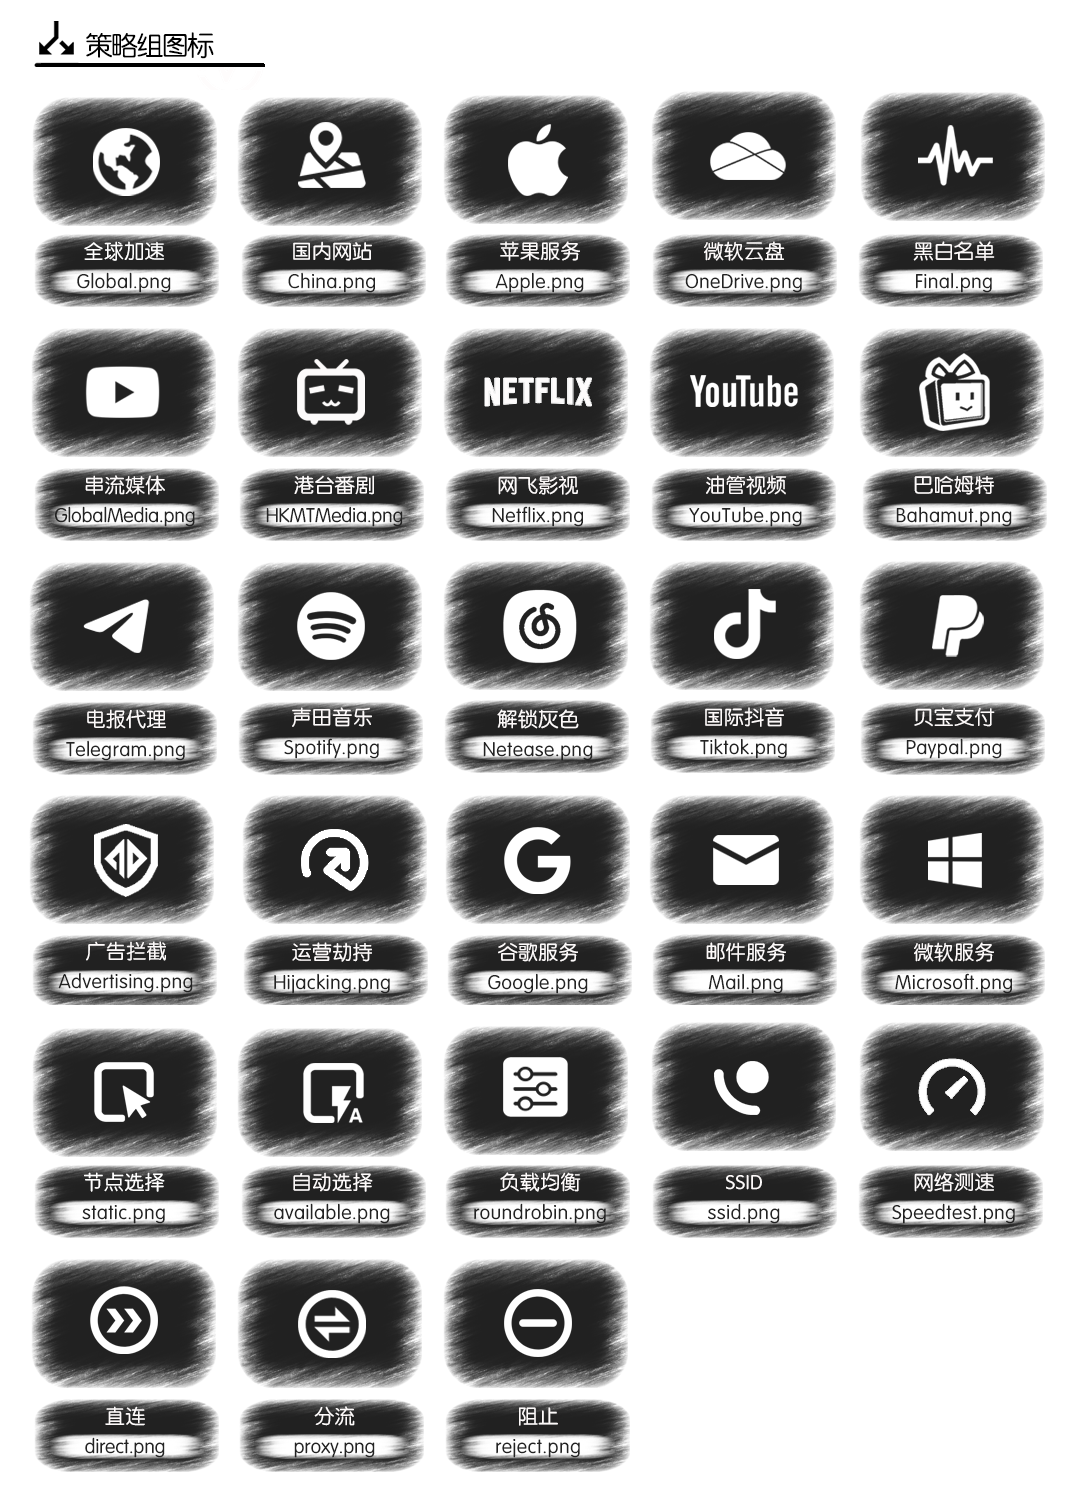 策略组图标
全球加速
Global.png
国内网站
China.png
苹果服务
Apple.png
微软云盘
OneDrive.png
黑白名单
Final.png
串流媒体
GlobalMedia.png
港台番剧
HKMTMedia.png
NETFLIX
网飞影视
Netflix.png
YouTube
油管视频
YouTube.png
巴哈姆特
Bahamut.png
电报代理
Telegram.png
声田音乐
Spotify.png
解锁灰色
Netease.png
国际抖音
Tiktok.png
贝宝支付
Paypal.png
广告拦截
Advertising.png
运营劫持
Hijacking.png
谷歌服务
Google.png
邮件服务
Mail.png
微软服务
Microsoft.png
节点选择
static.png
A
自动选择
available.png
负载均衡
roundrobin.png
SSID
ssid.png
网络测速
Speedtest.png
直连
direct.png
分流
proxy.png
阻止
reject.png